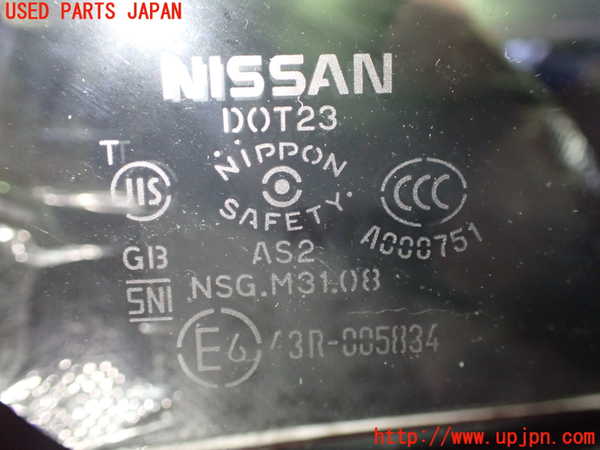 USED PARTS JAPAN
NISSAN
DOT23
T
JIS
NIPPON
SAFETY
CCC
A000751
GB
AS2
SNI
NSG.M31.08
E6 43R-005834
http://www.upjpn.com/